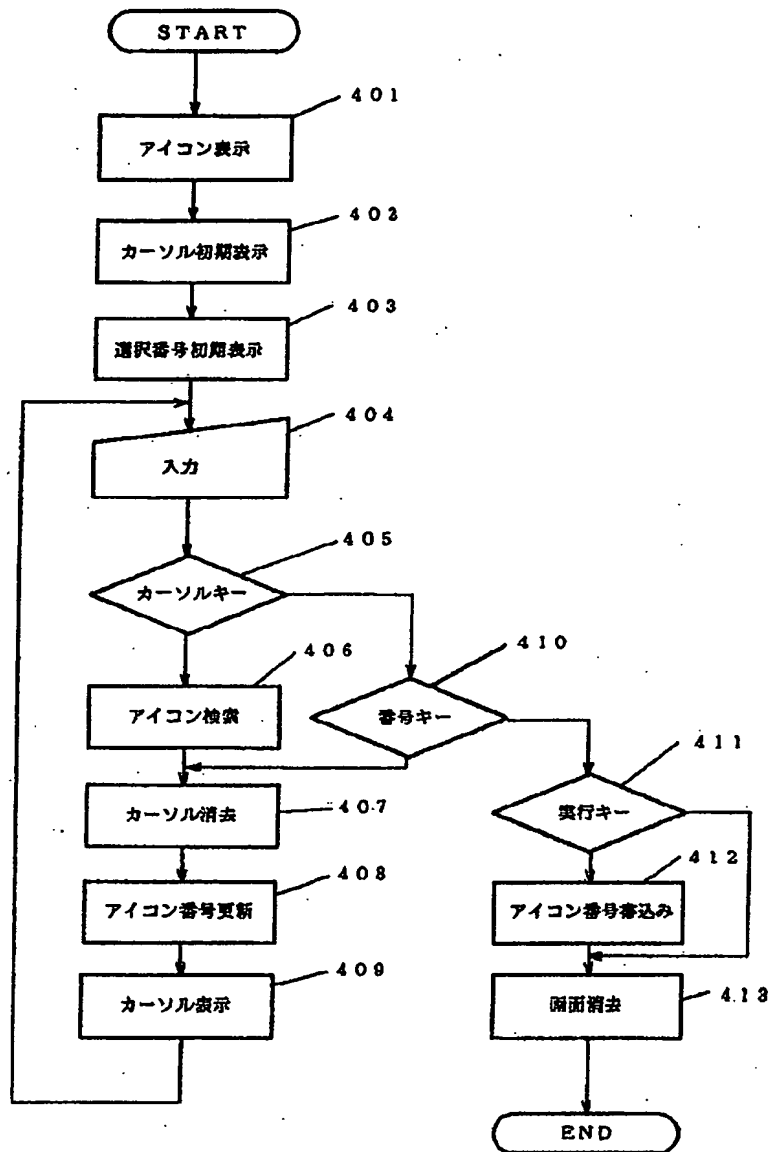 START
401
アイコン表示
402
カーソル初期表示
403
選択番号初期表示
404
入力
405
カーソルキー
406
アイコン検索
410
番号キー
411
実行キー
407
カーソル消去
412
アイコン番号書込み
408
アイコン番号更新
409
カーソル表示
413
画面消去
END